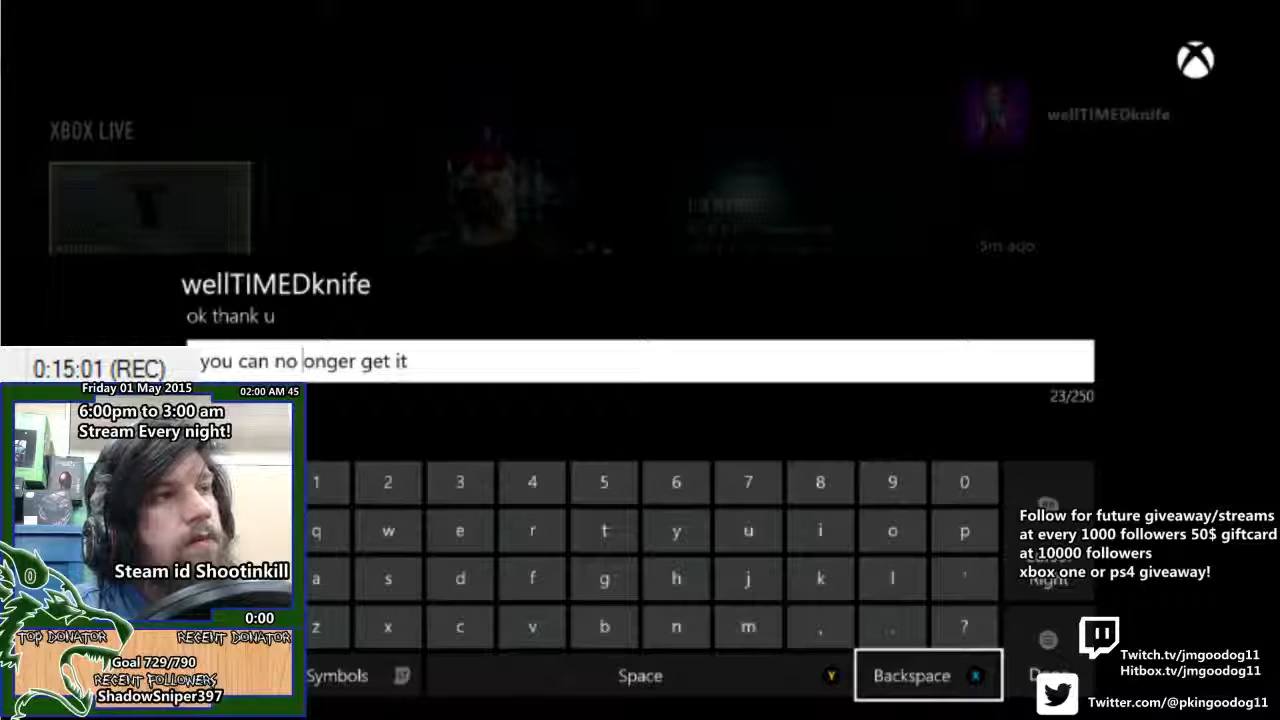 XBOX LIVE
wellTIMEDknife
5m ago
wellTIMEDknife
ok thank u
you can no onger get it
23/250
0:15:01 (REC)
Friday 01 May 2015
02:00 AM 45
6:00pm to 3:00 am
Stream Every night!
Steam id Shootinkill
0:00
0
TOP DONATOR
RECENT DONATOR
Goal 729/790
RECENT FOLLOWERS
ShadowSniper397
1 2 3 4 5 6 7 8 9 0
q w e r t y u i o p
a s d f g h j k l '
z x c v b n m , . ?
Symbols
Space
Y
Backspace
X
Right
Follow for future giveaway/streams
at every 1000 followers 50$ giftcard
at 10000 followers
xbox one or ps4 giveaway!
Twitch.tv/jmgoodog11
Hitbox.tv/jmgoodog11
Twitter.com/@pkingoodog11